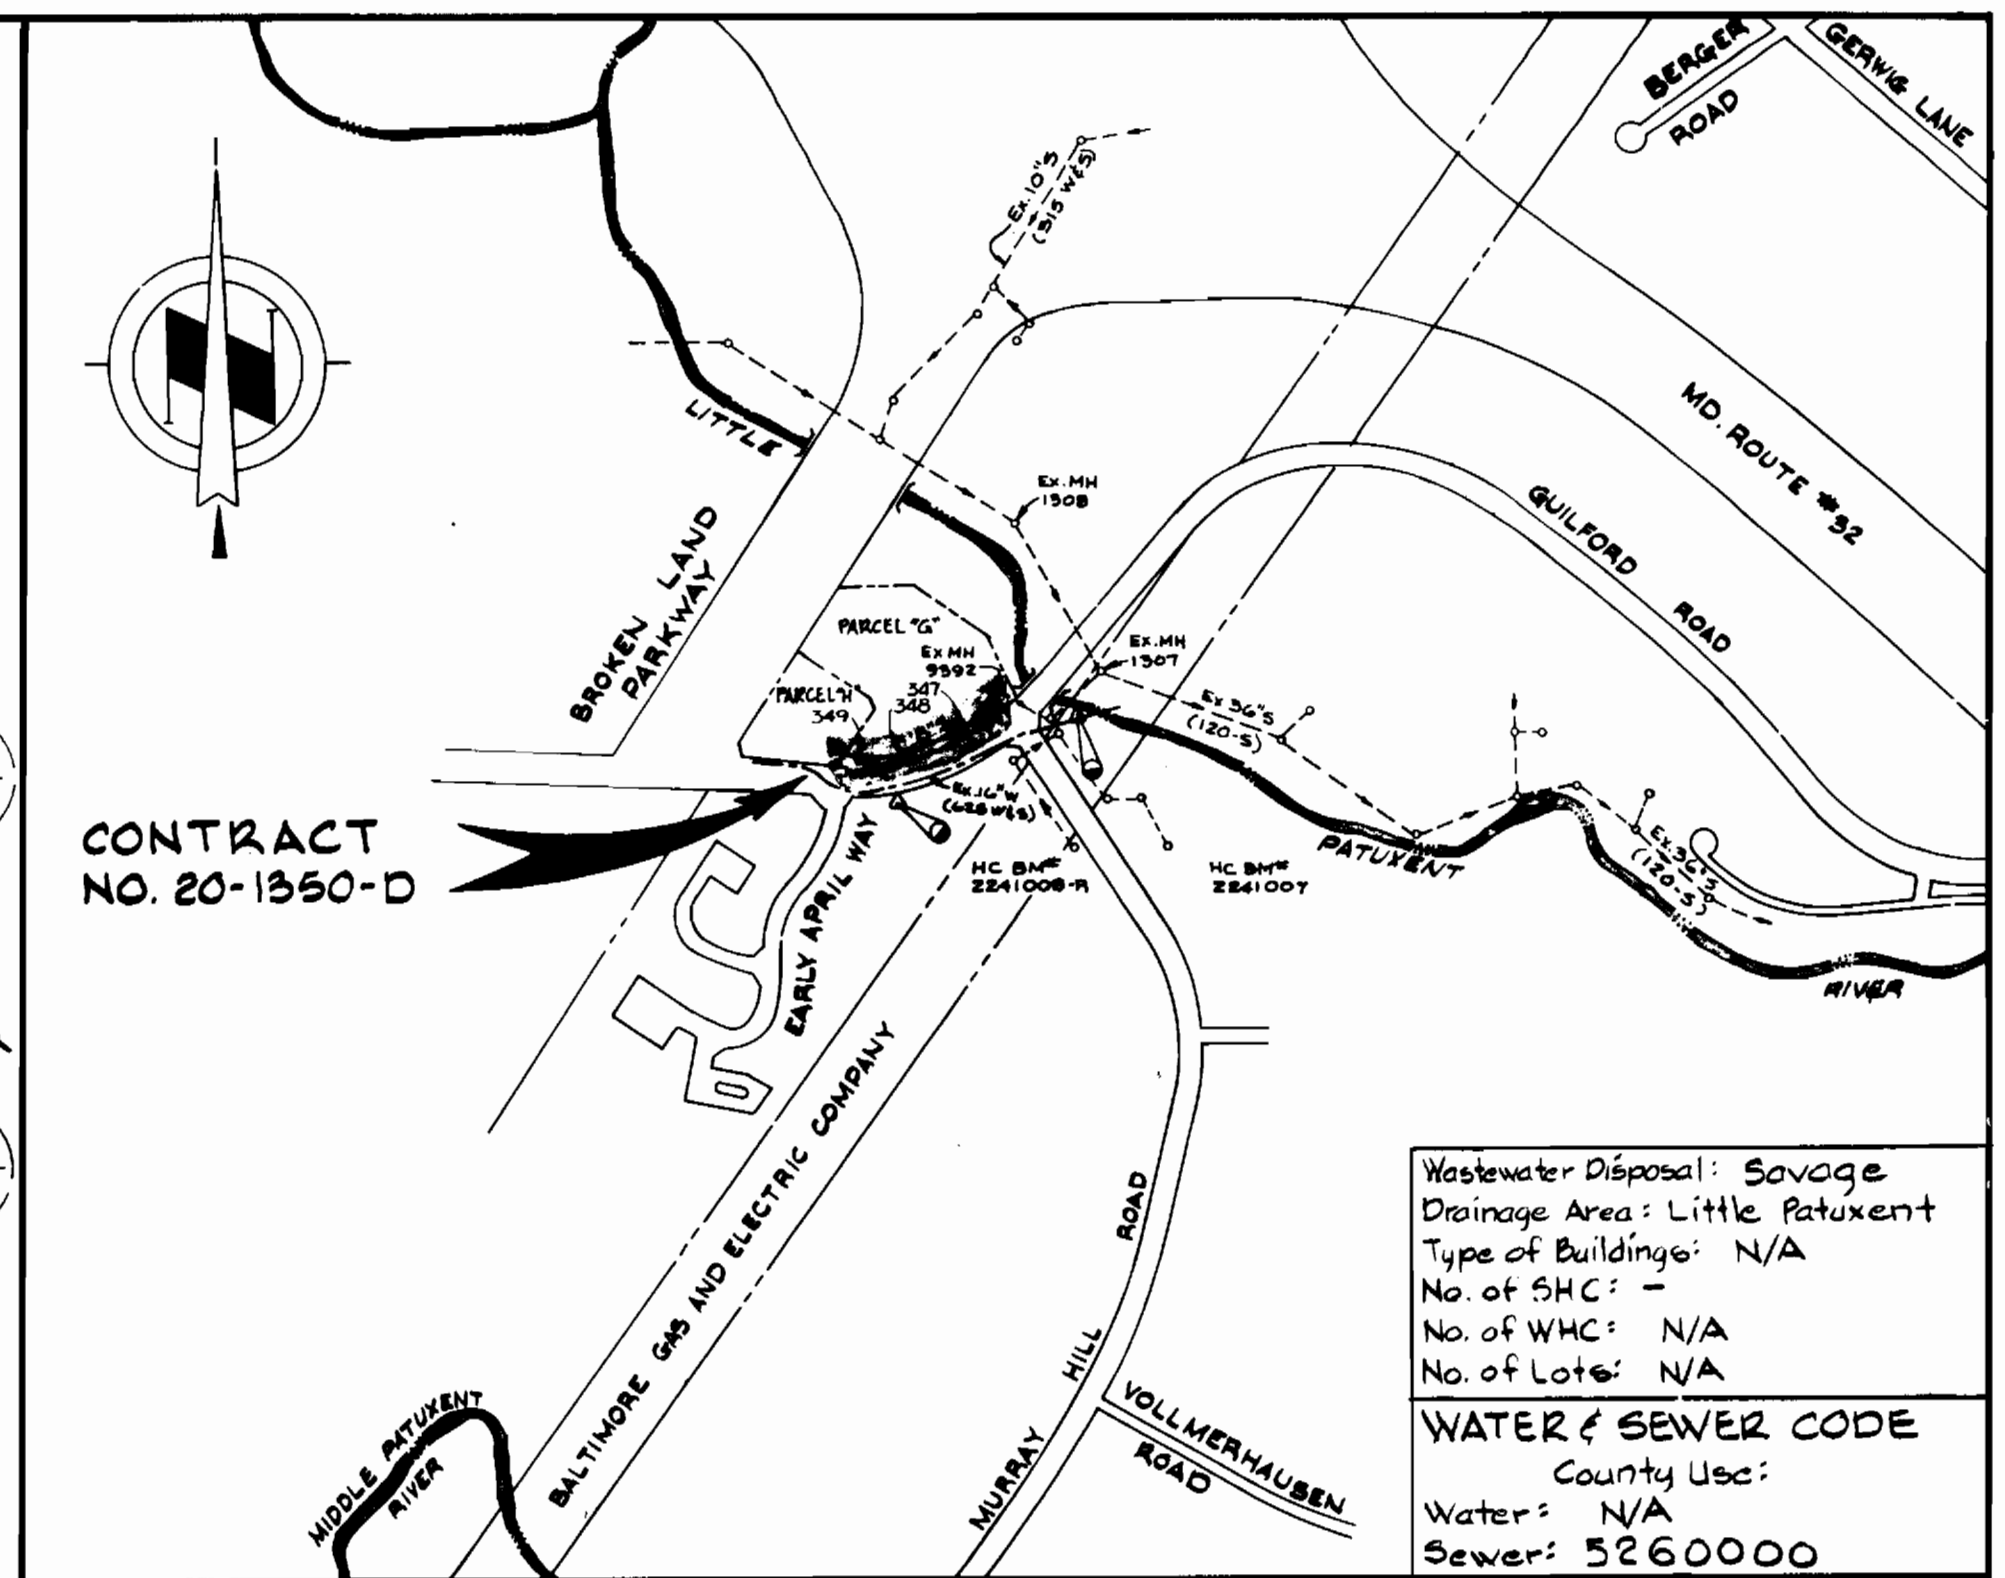 BERGER
ROAD
GERWIG LANE
Ex. 10"S
(515 W&S)
MD. ROUTE #32
LITTLE
Ex. MH
1308
GUILFORD
ROAD
BROKEN LAND
PARKWAY
PARCEL "G"
Ex MH
9392
347
PARCEL "H"
348
349
Ex. MH
1307
Ex 36"S
(120-S)
Ex. 16"W
(628 W&S)
CONTRACT
NO. 20-1350-D
EARLY APRIL WAY
HC BM#
2241008-R
HC BM#
2241007
PATUXENT
Ex. 36"S
(120-S)
RIVER
BALTIMORE GAS AND ELECTRIC COMPANY
MURRAY HILL ROAD
VOLLMERHAUSEN
ROAD
MIDDLE PATUXENT
RIVER
Wastewater Disposal: Savage
Drainage Area: Little Patuxent
Type of Buildings: N/A
No. of SHC: -
No. of WHC: N/A
No. of Lots: N/A
WATER & SEWER CODE
County Use:
Water: N/A
Sewer: 5260000